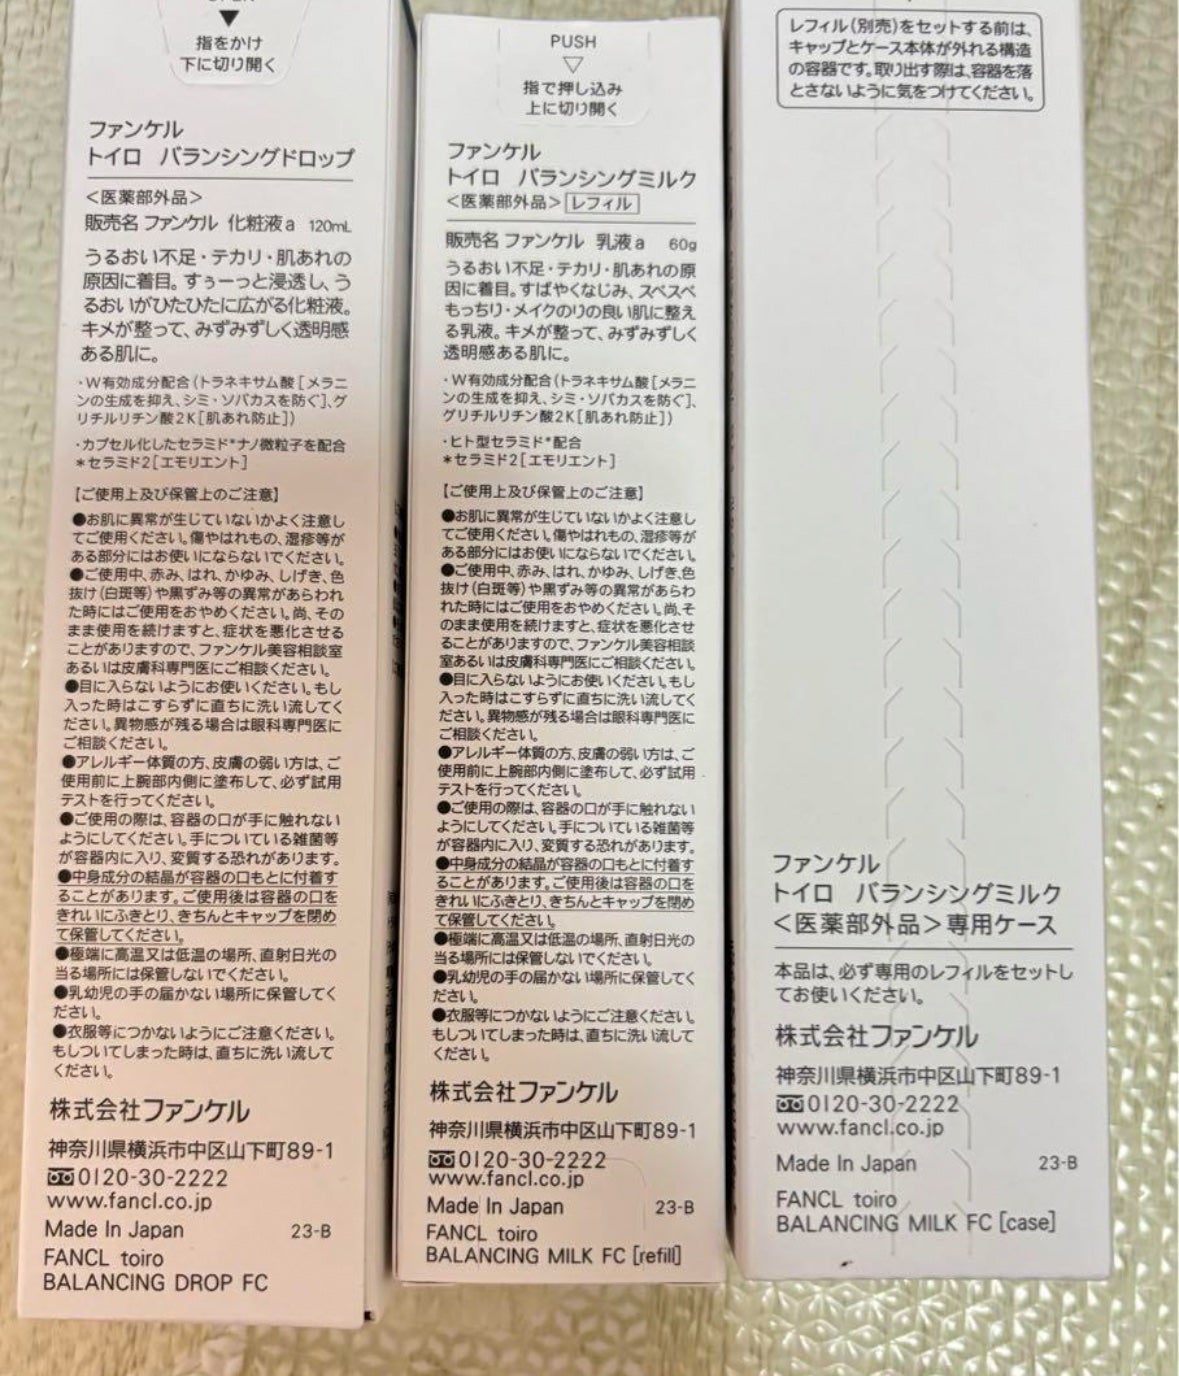 ▼
指をかけ
下に切り開く
ファンケル
トイロ バランシングドロップ
<医薬部外品>
販売名 ファンケル 化粧液a 120mL
うるおい不足・テカリ・肌あれの
原因に着目。すぅーっと浸透し、う
るおいがひたひたに広がる化粧液。
キメが整って、みずみずしく透明感
ある肌に。
・W有効成分配合(トラネキサム酸[メラニ
ンの生成を抑え、シミ・ソバカスを防ぐ]、グ
リチルリチン酸2K[肌あれ防止])
・カプセル化したセラミド*ナノ微粒子を配合
*セラミド2[エモリエント]
【ご使用上及び保管上のご注意】
●お肌に異常が生じていないかよく注意し
てご使用ください。傷やはれもの、湿疹等が
ある部分にはお使いにならないでください。
●ご使用中、赤み、はれ、かゆみ、しげき、色
抜け(白斑等)や黒ずみ等の異常があらわれ
た時にはご使用をおやめください。尚、その
まま使用を続けますと、症状を悪化させる
ことがありますので、ファンケル美容相談室
あるいは皮膚科専門医にご相談ください。
●目に入らないようにお使いください。もし
入った時はこすらずに直ちに洗い流してく
ださい。異物感が残る場合は眼科専門医に
ご相談ください。
●アレルギー体質の方、皮膚の弱い方は、ご
使用前に上腕部内側に塗布して、必ず試用
テストを行ってください。
●ご使用の際は、容器の口が手に触れない
ようにしてください。手についている雑菌等
が容器内に入り、変質する恐れがあります。
●中身成分の結晶が容器の口もとに付着す
ることがあります。ご使用後は容器の口を
きれいにふきとり、きちんとキャップを閉め
て保管してください。
●極端に高温又は低温の場所、直射日光の
当る場所には保管しないでください。
●乳幼児の手の届かない場所に保管してく
ださい。
●衣服等につかないようにご注意ください。
もしついてしまった時は、直ちに洗い流して
ください。
株式会社ファンケル
神奈川県横浜市中区山下町89-1
0120-30-2222
www.fancl.co.jp
Made In Japan 23-B
FANCL toiro
BALANCING DROP FC
PUSH
▽
指で押し込み
上に切り開く
ファンケル
トイロ バランシングミルク
<医薬部外品> レフィル
販売名 ファンケル 乳液a 60g
うるおい不足・テカリ・肌あれの原
因に着目。すばやくなじみ、スベスベ
もっちり・メイクのりの良い肌に整え
る乳液。キメが整って、みずみずしく
透明感ある肌に。
・W有効成分配合(トラネキサム酸[メラニ
ンの生成を抑え、シミ・ソバカスを防ぐ]、
グリチルリチン酸2K[肌あれ防止])
・ヒト型セラミド*配合
*セラミド2[エモリエント]
【ご使用上及び保管上のご注意】
●お肌に異常が生じていないかよく注意し
てご使用ください。傷やはれもの、湿疹等が
ある部分にはお使いにならないでください。
●ご使用中、赤み、はれ、かゆみ、しげき、色
抜け(白斑等)や黒ずみ等の異常があらわ
れた時にはご使用をおやめください。尚、そ
のまま使用を続けますと、症状を悪化させ
ることがありますので、ファンケル美容相談
室あるいは皮膚科専門医にご相談ください。
●目に入らないようにお使いください。もし
入った時はこすらずに直ちに洗い流してく
ださい。異物感が残る場合は眼科専門医に
ご相談ください。
●アレルギー体質の方、皮膚の弱い方は、ご
使用前に上腕部内側に塗布して、必ず試用
テストを行ってください。
●ご使用の際は、容器の口が手に触れない
ようにしてください。手についている雑菌等
が容器内に入り、変質する恐れがあります。
●中身成分の結晶が容器の口もとに付着す
ることがあります。ご使用後は容器の口を
きれいにふきとり、きちんとキャップを閉め
て保管してください。
●極端に高温又は低温の場所、直射日光の
当る場所には保管しないでください。
●乳幼児の手の届かない場所に保管してく
ださい。
●衣服等につかないようにご注意ください。
もしついてしまった時は、直ちに洗い流して
ください。
株式会社ファンケル
神奈川県横浜市中区山下町89-1
0120-30-2222
www.fancl.co.jp
Made In Japan 23-B
FANCL toiro
BALANCING MILK FC [refill]
レフィル(別売)をセットする前は、
キャップとケース本体が外れる構造
の容器です。取り出す際は、容器を落
とさないように気をつけてください。
ファンケル
トイロ バランシングミルク
<医薬部外品>専用ケース
本品は、必ず専用のレフィルをセットし
てお使いください。
株式会社ファンケル
神奈川県横浜市中区山下町89-1
0120-30-2222
www.fancl.co.jp
Made In Japan 23-B
FANCL toiro
BALANCING MILK FC [case]